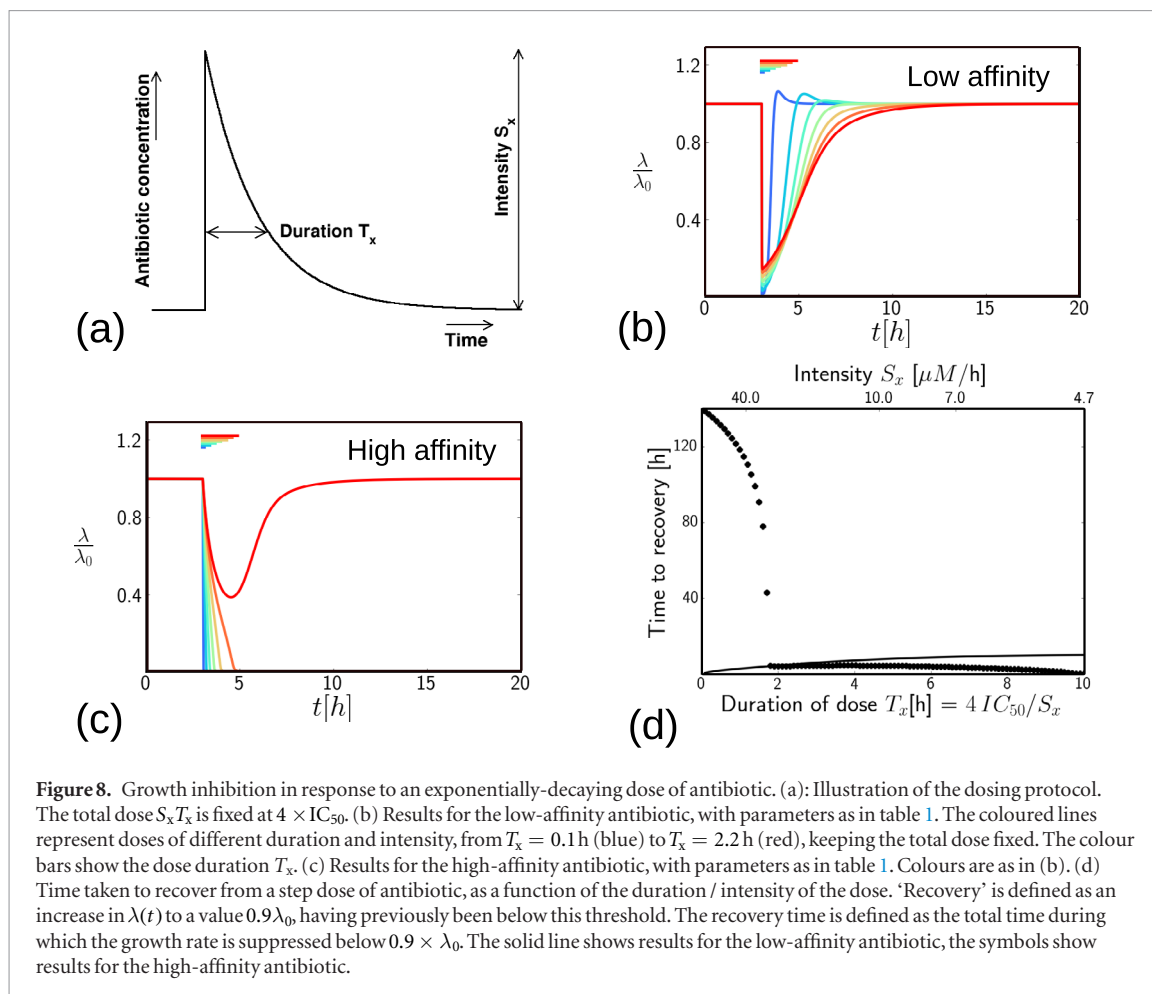 Antibiotic concentration
Duration Tx
Intensity Sx
Time
(a)
1.2
0.8
0.4
λ/λ0
Low affinity
0 5 10 15 20
t[h]
(b)
1.2
0.8
0.4
λ/λ0
High affinity
0 5 10 15 20
t[h]
(c)
Intensity Sx [μM/h]
40.0 10.0 7.0 4.7
Time to recovery [h]
120
80
40
0 2 4 6 8 10
Duration of dose Tx[h] = 4 IC50/Sx
(d)
Figure 8. Growth inhibition in response to an exponentially-decaying dose of antibiotic. (a): Illustration of the dosing protocol.
The total dose SxTx is fixed at 4 × IC50. (b) Results for the low-affinity antibiotic, with parameters as in table 1. The coloured lines
represent doses of different duration and intensity, from Tx = 0.1h (blue) to Tx = 2.2h (red), keeping the total dose fixed. The colour
bars show the dose duration Tx. (c) Results for the high-affinity antibiotic, with parameters as in table 1. Colours are as in (b). (d)
Time taken to recover from a step dose of antibiotic, as a function of the duration / intensity of the dose. ‘Recovery’ is defined as an
increase in λ(t) to a value 0.9λ0, having previously been below this threshold. The recovery time is defined as the total time during
which the growth rate is suppressed below 0.9 × λ0. The solid line shows results for the low-affinity antibiotic, the symbols show
results for the high-affinity antibiotic.